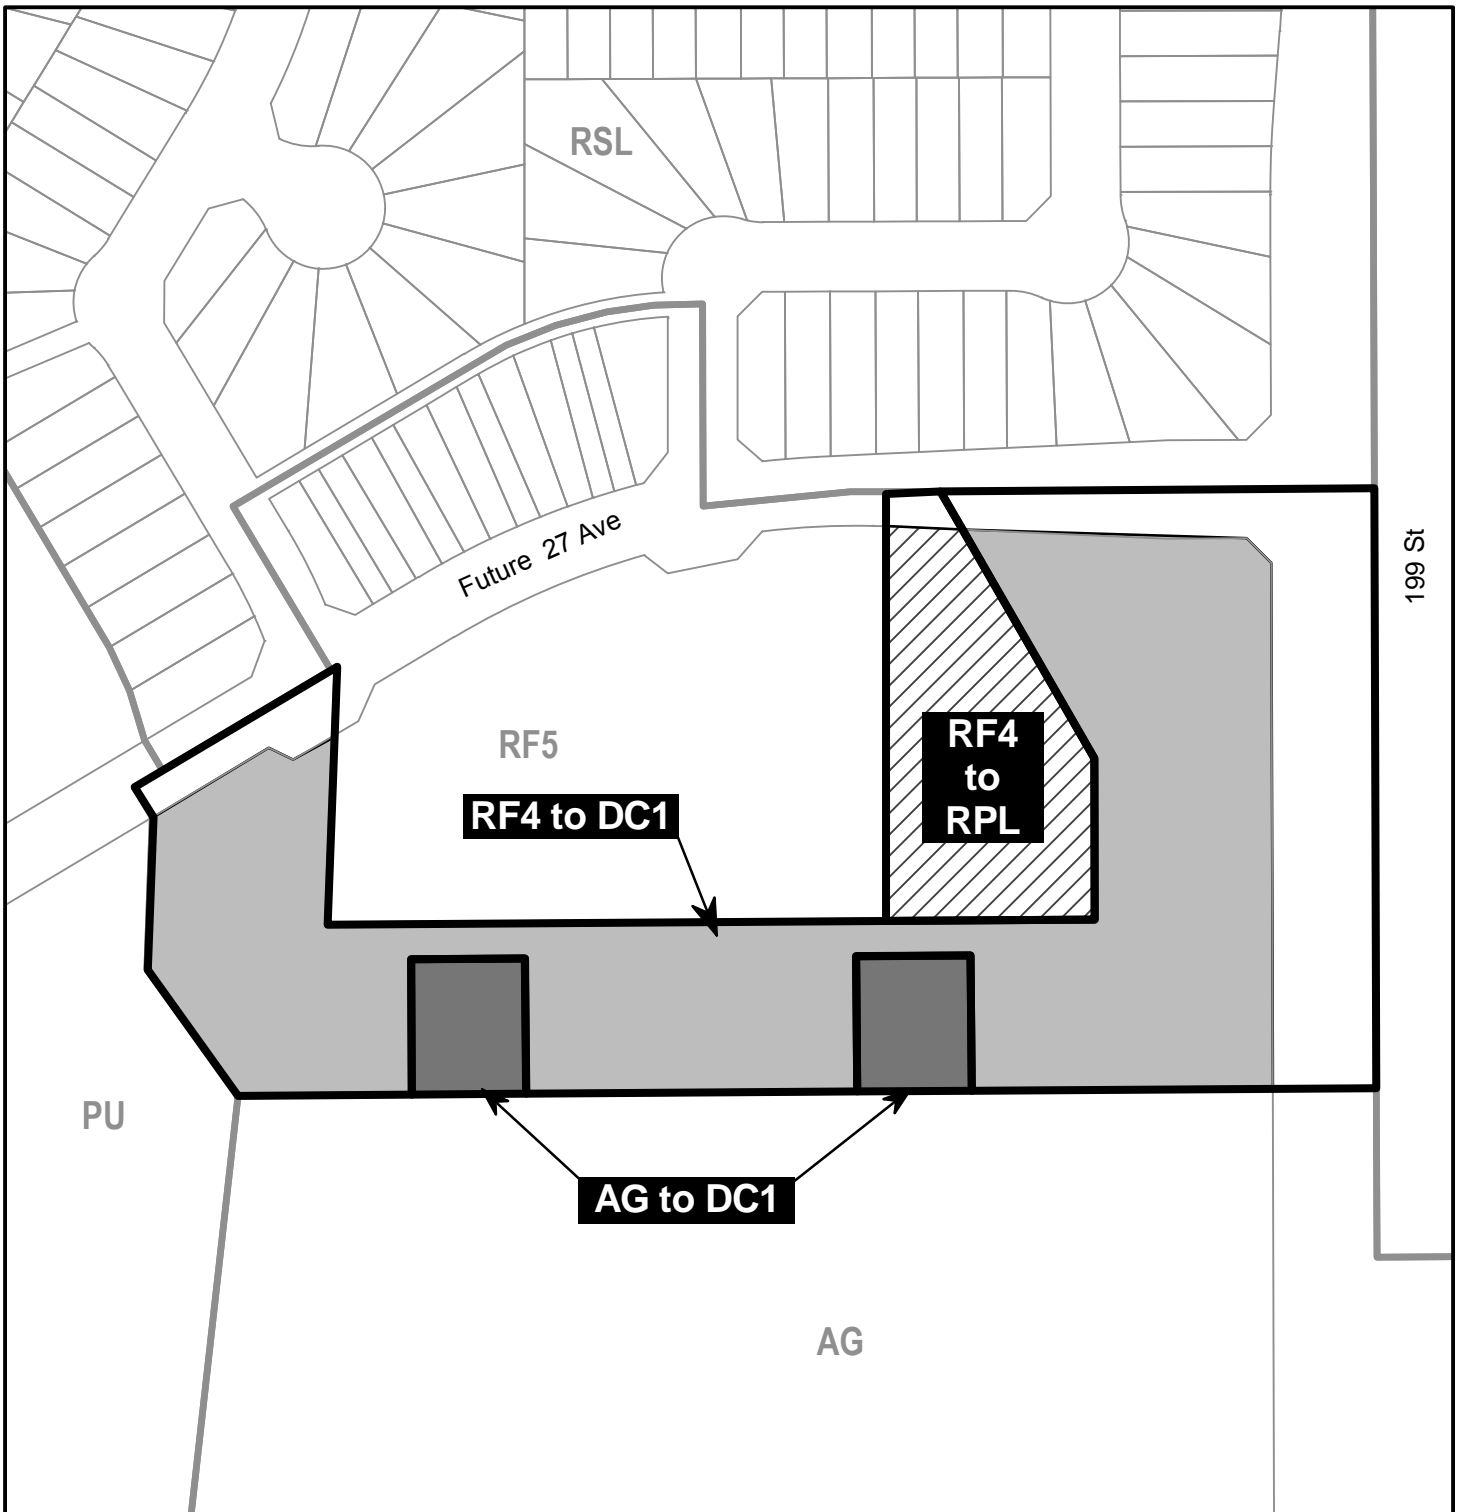 RSL
Future 27 Ave
199 St
RF4
to
RPL
RF5
RF4 to DC1
PU
AG to DC1
AG